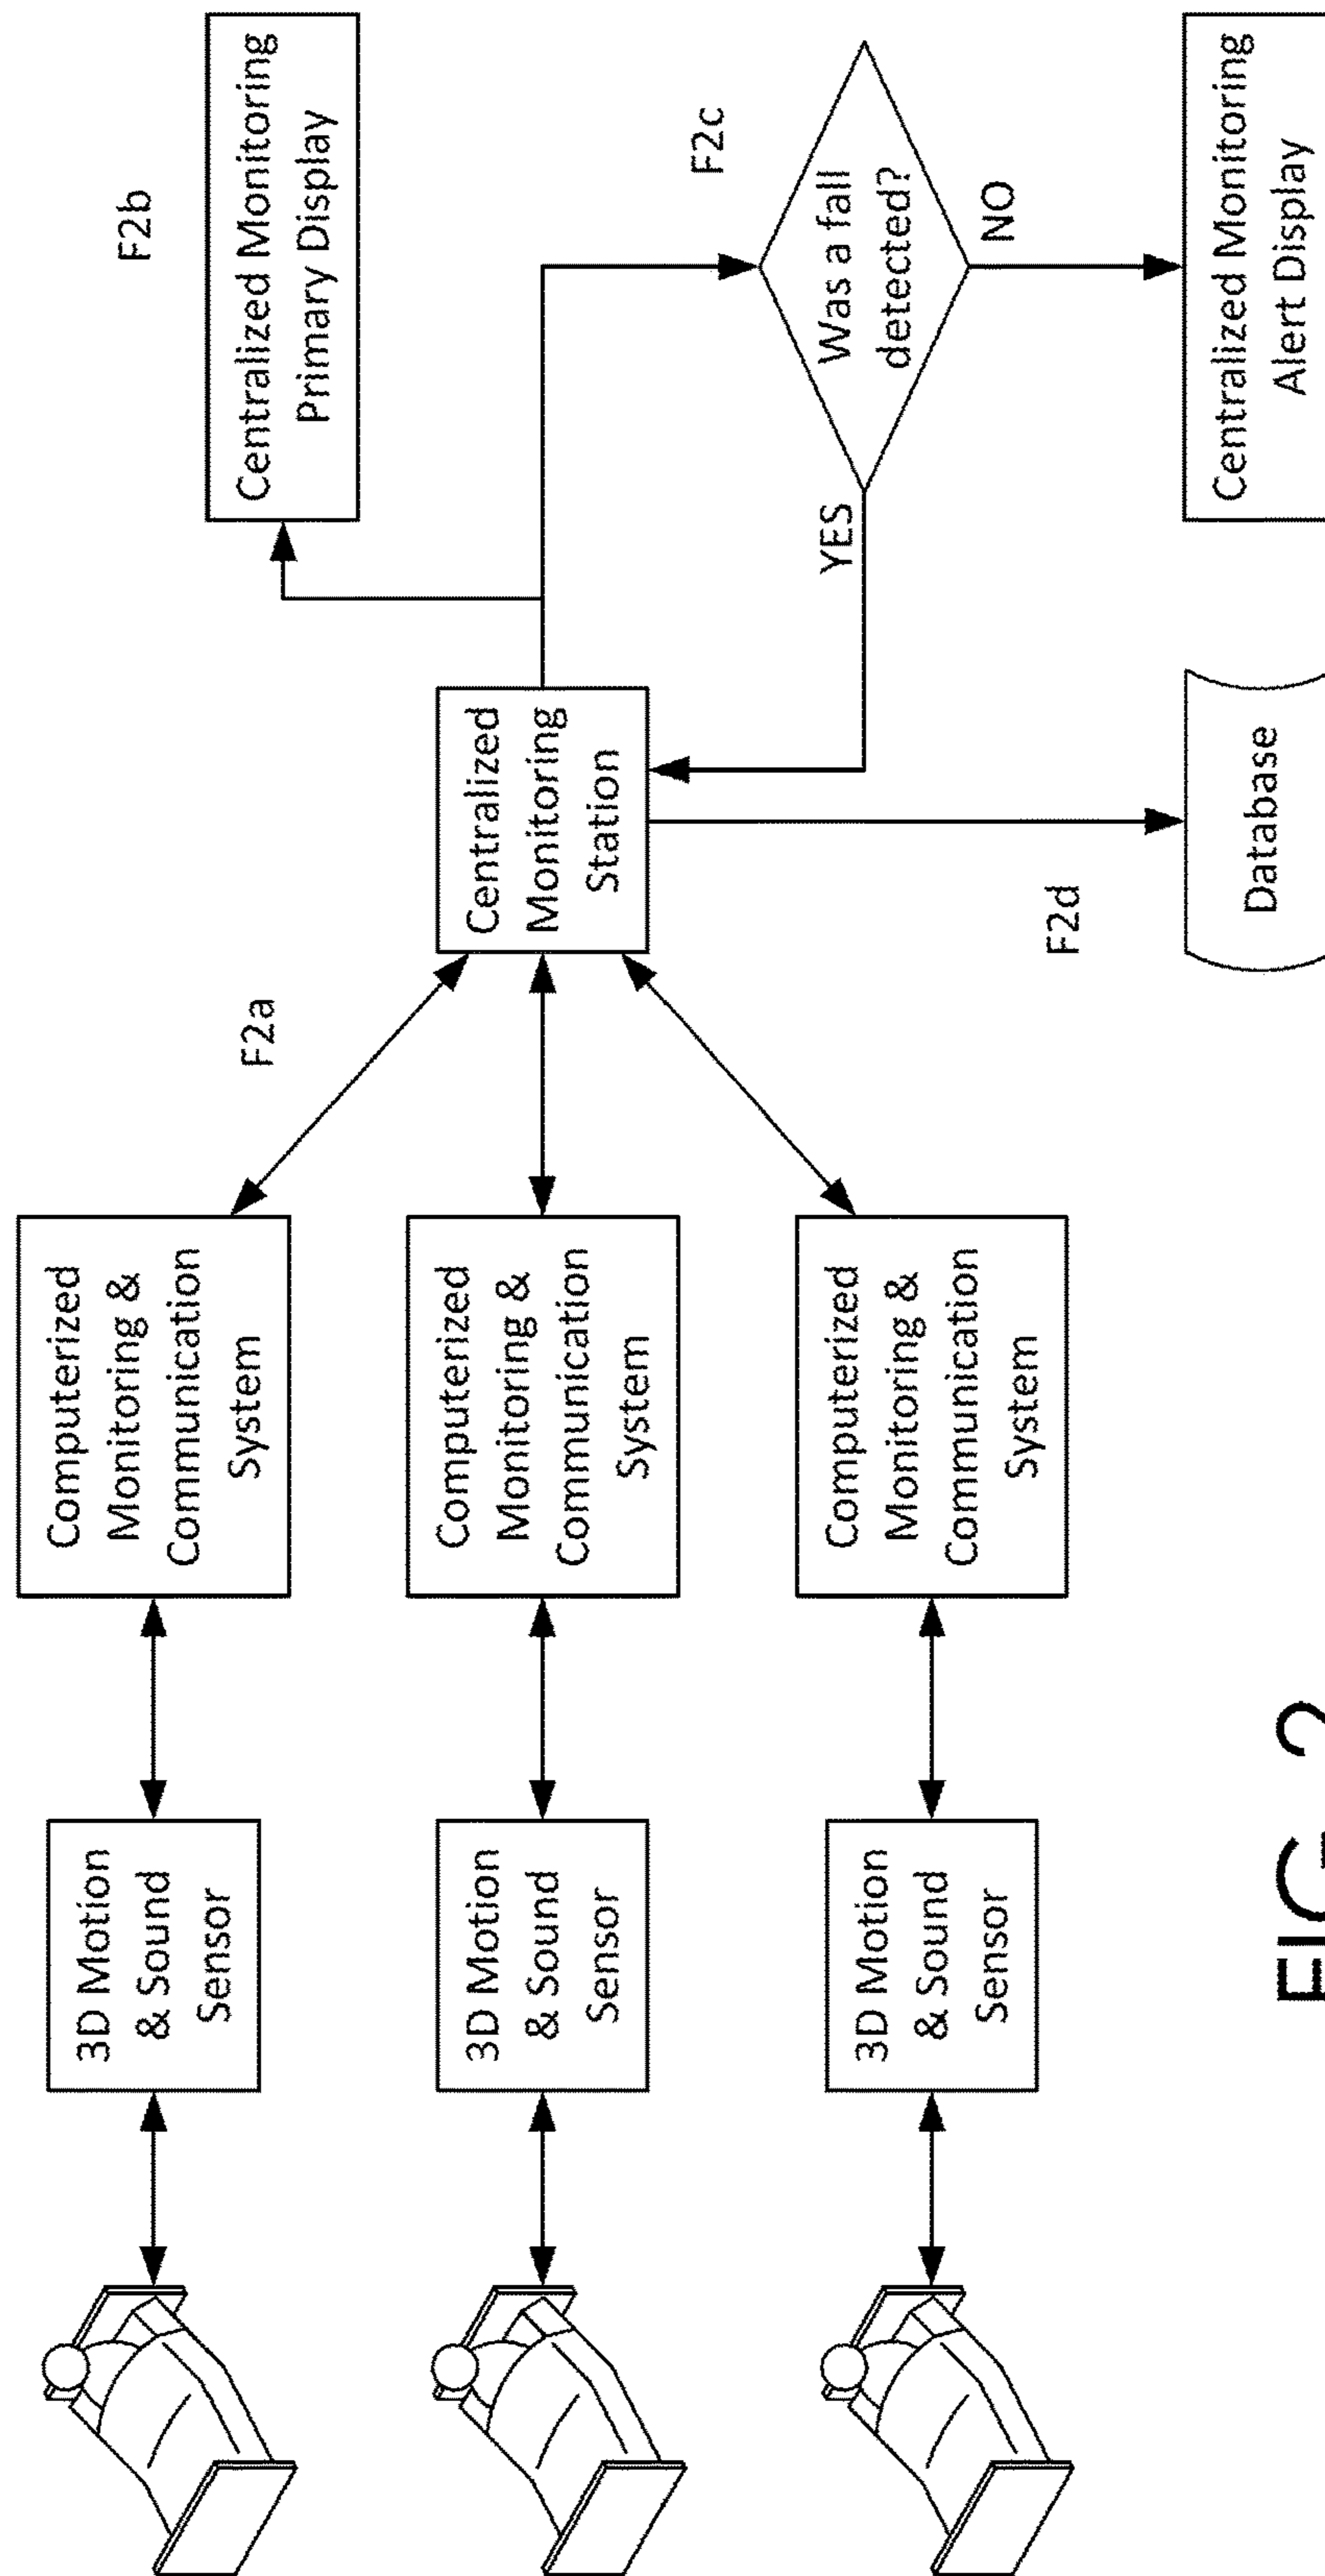 3D Motion
& Sound
Sensor
Computerized
Monitoring &
Communication
System
F2a
3D Motion
& Sound
Sensor
Computerized
Monitoring &
Communication
System
3D Motion
& Sound
Sensor
Computerized
Monitoring &
Communication
System
Centralized
Monitoring
Station
F2b
Centralized Monitoring
Primary Display
F2c
Was a fall
detected?
YES
NO
F2d
Database
Centralized Monitoring
Alert Display
FIG. 2